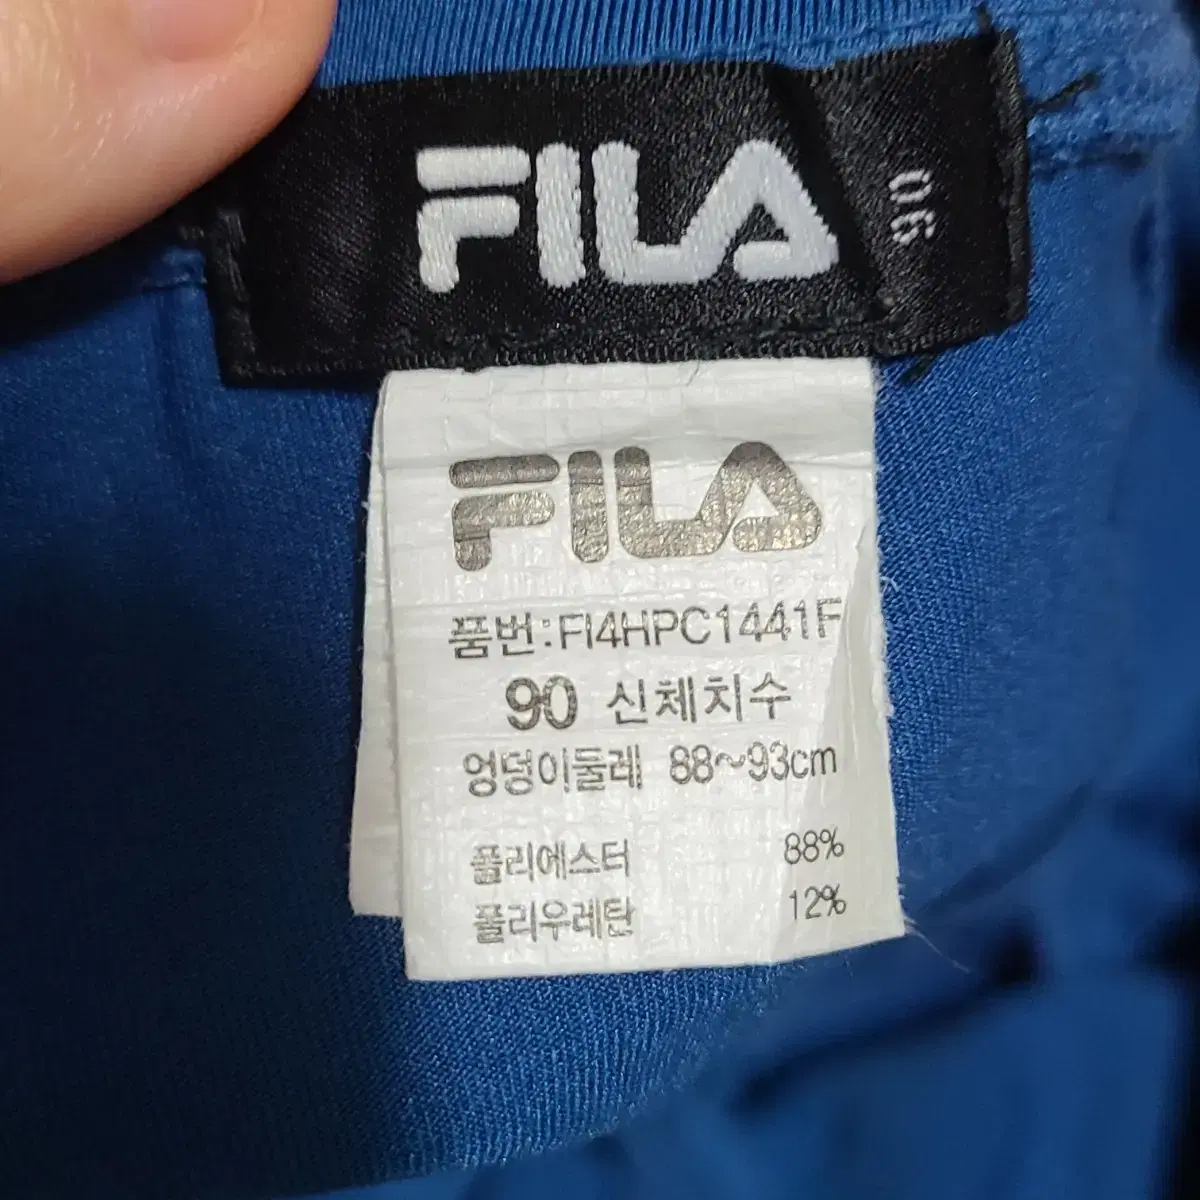 FILA
90
FILA
품번:FI4HPC1441F
90 신체치수
엉덩이둘레 88~93cm
폴리에스터 88%
폴리우레탄 12%